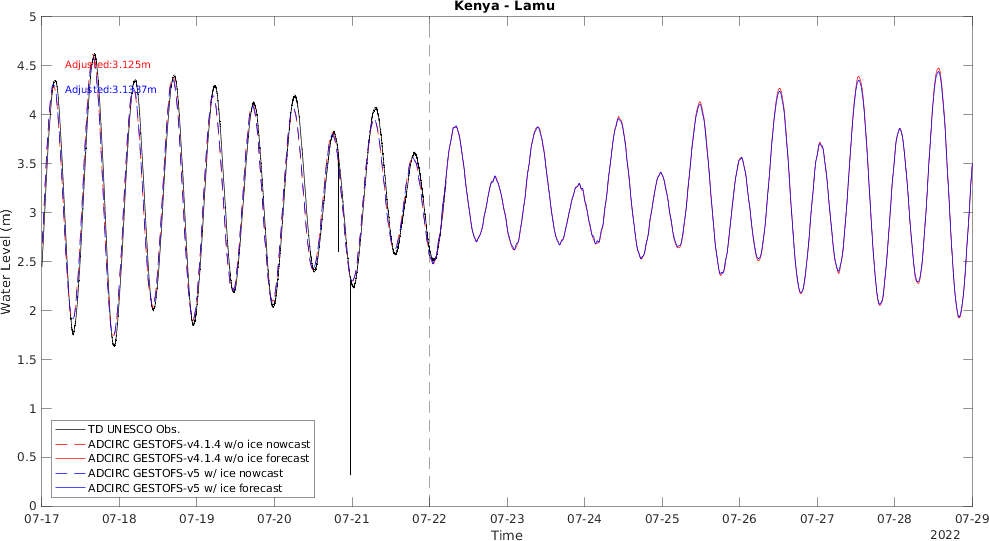 Kenya - Lamu
5
4.5
4
3.5
3
2.5
2
1.5
1
0.5
0
Water Level (m)
Adjusted:3.125m
Adjusted:3.1337m
TD UNESCO Obs.
ADCIRC GESTOFS-v4.1.4 w/o ice nowcast
ADCIRC GESTOFS-v4.1.4 w/o ice forecast
ADCIRC GESTOFS-v5 w/ ice nowcast
ADCIRC GESTOFS-v5 w/ ice forecast
07-17 07-18 07-19 07-20 07-21 07-22 07-23 07-24 07-25 07-26 07-27 07-28 07-29
Time
2022